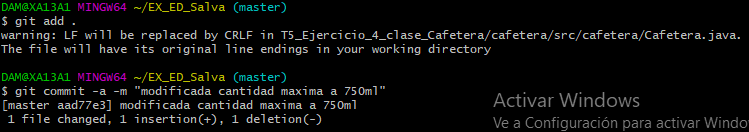 DAM@XA13A1 MINGW64 ~/EX_ED_Salva (master)
$ git add .
warning: LF will be replaced by CRLF in T5_Ejercicio_4_clase_Cafetera/cafetera/src/cafetera/Cafetera.java.
The file will have its original line endings in your working directory
DAM@XA13A1 MINGW64 ~/EX_ED_Salva (master)
$ git commit -a -m "modificada cantidad maxima a 750ml"
[master aad77e3] modificada cantidad maxima a 750ml
1 file changed, 1 insertion(+), 1 deletion(-)
Activar Windows
Ve a Configuración para activar Windo